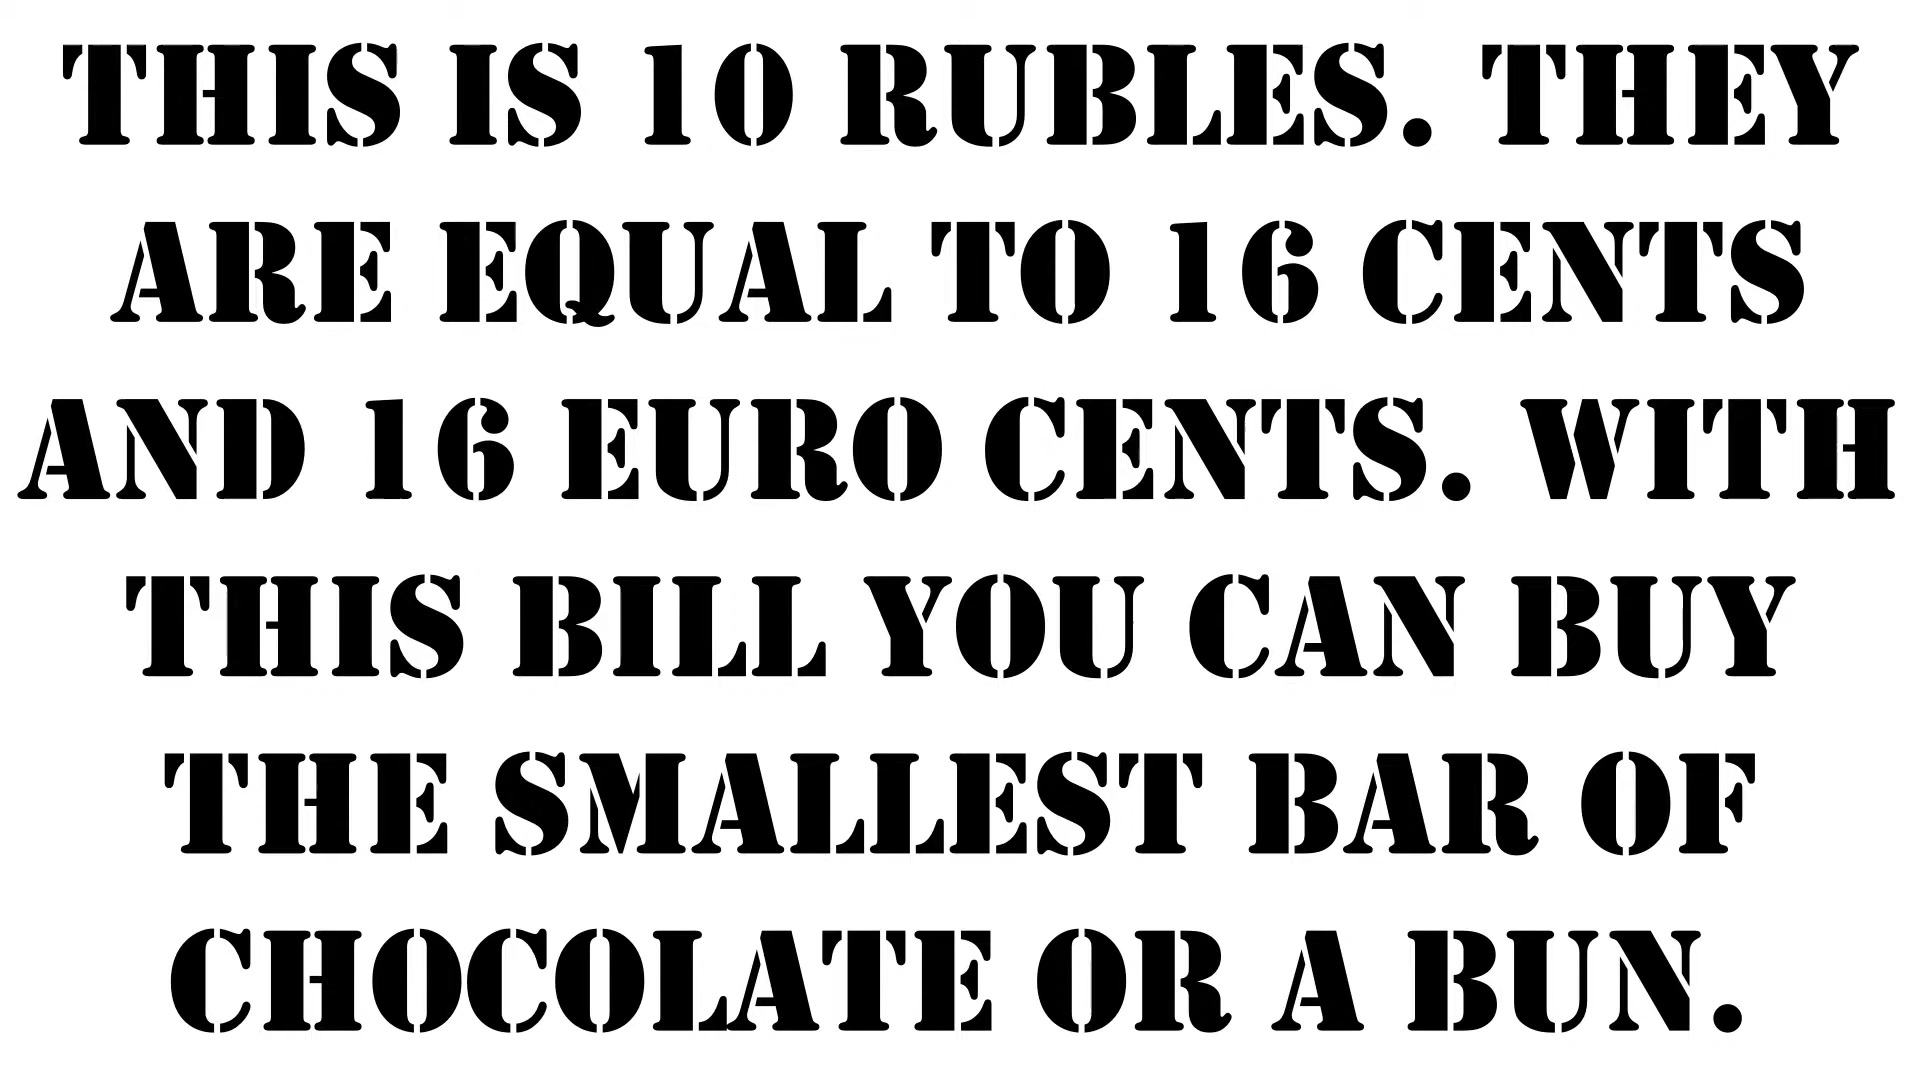 THIS IS 10 RUBLES. THEY
ARE EQUAL TO 16 CENTS
AND 16 EURO CENTS. WITH
THIS BILL YOU CAN BUY
THE SMALLEST BAR OF
CHOCOLATE OR A BUN.